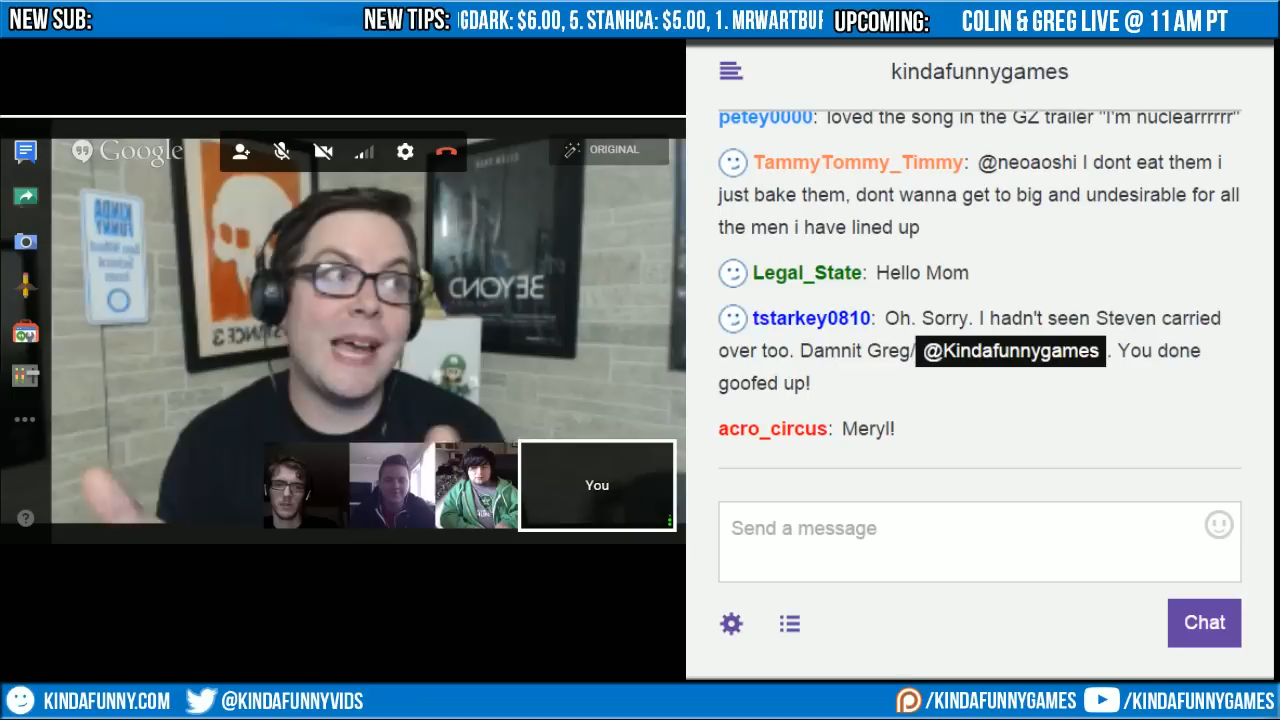 NEW SUB:
NEW TIPS:
GDARK: $6.00, 5. STANHCA: $5.00, 1. MRWARTBUF
UPCOMING:
COLIN & GREG LIVE @ 11 AM PT
Google
ORIGINAL
KINDA
FUNNY
BEYOND
You
kindafunnygames
petey0000: loved the song in the GZ trailer "I'm nuclearrrrrr"
TammyTommy_Timmy: @neoaoshi I dont eat them i
just bake them, dont wanna get to big and undesirable for all
the men i have lined up
Legal_State: Hello Mom
tstarkey0810: Oh. Sorry. I hadn't seen Steven carried
over too. Damnit Greg/ @Kindafunnygames . You done
goofed up!
acro_circus: Meryl!
Send a message
Chat
KINDAFUNNY.COM
@KINDAFUNNYVIDS
/KINDAFUNNYGAMES
/KINDAFUNNYGAMES